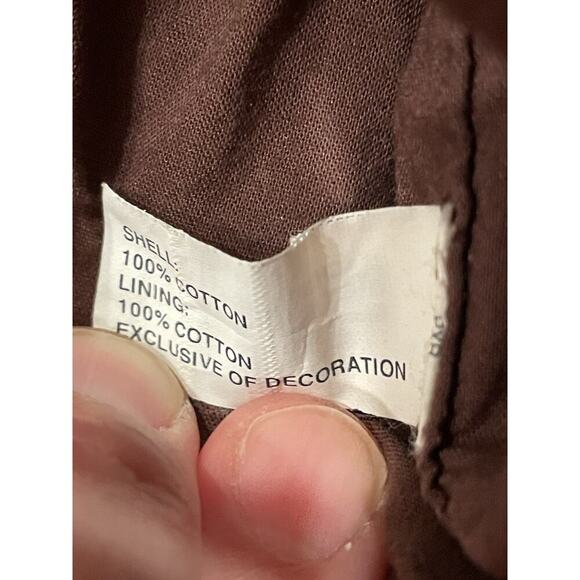 SHELL:
100% COTTON
LINING:
100% COTTON
EXCLUSIVE OF DECORATION